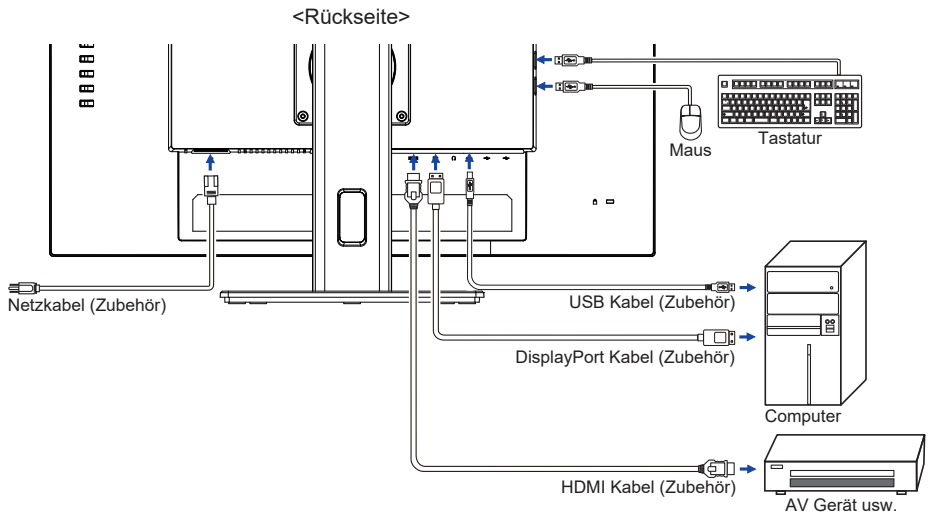 <Rückseite>
Tastatur
Maus
Netzkabel (Zubehör)
USB Kabel (Zubehör)
DisplayPort Kabel (Zubehör)
Computer
HDMI Kabel (Zubehör)
AV Gerät usw.